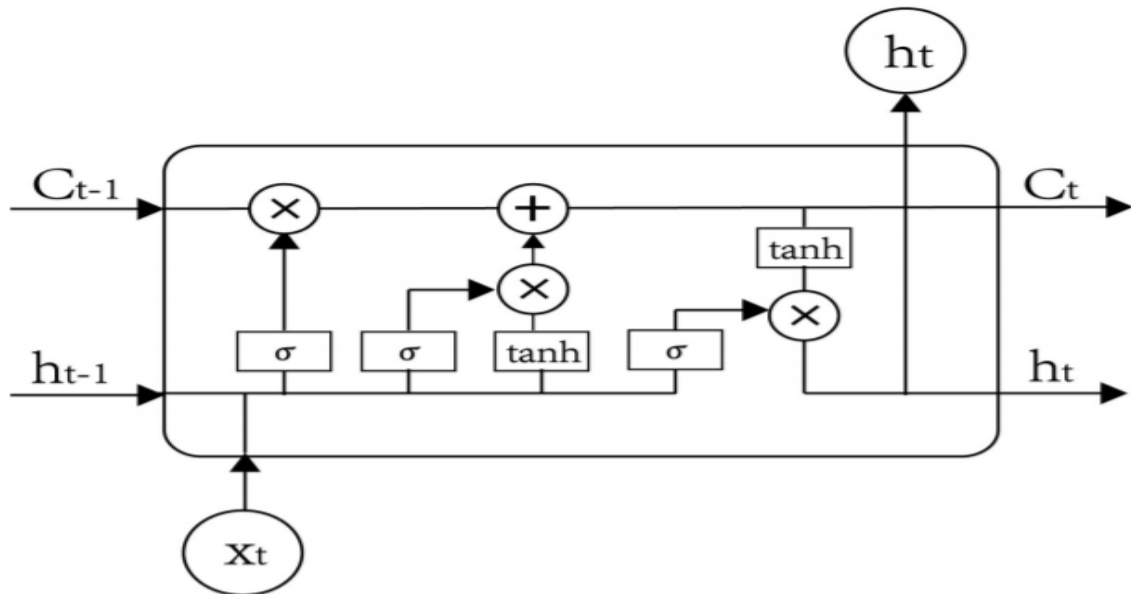 ht
Ct-1
Ct
× +
tanh
×
×
σ σ tanh σ
ht-1
ht
xt